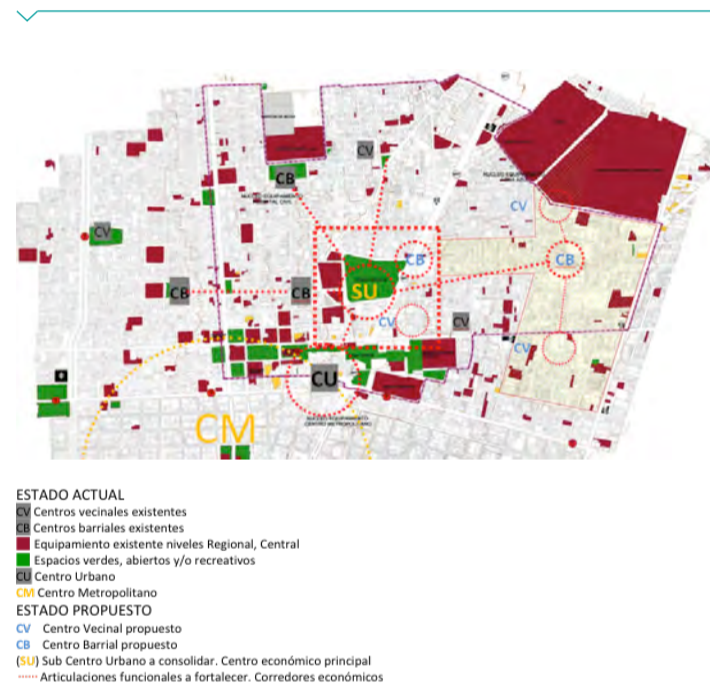 CV
CB
CV
CV
CB
CB
CB
CB
SU
CV
CV
CV
CU
CM
ESTADO ACTUAL
CV Centros vecinales existentes
CB Centros barriales existentes
Equipamiento existente niveles Regional, Central
Espacios verdes, abiertos y/o recreativos
CU Centro Urbano
CM Centro Metropolitano
ESTADO PROPUESTO
CV Centro Vecinal propuesto
CB Centro Barrial propuesto
(SU) Sub Centro Urbano a consolidar. Centro económico principal
Articulaciones funcionales a fortalecer. Corredores económicos